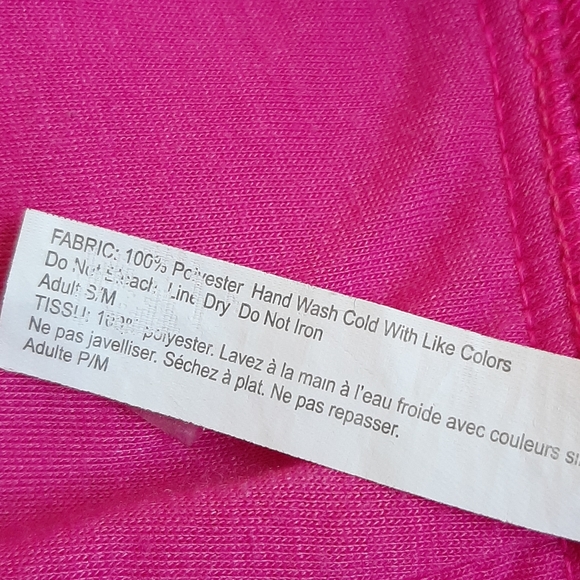 FABRIC: 100% Polyester Hand Wash Cold With Like Colors
Do Not Bleach Line Dry Do Not Iron
Adult S/M
TISSU: 100% polyester. Lavez à la main à l'eau froide avec couleurs
Ne pas javelliser. Séchez à plat. Ne pas repasser.
Adulte P/M